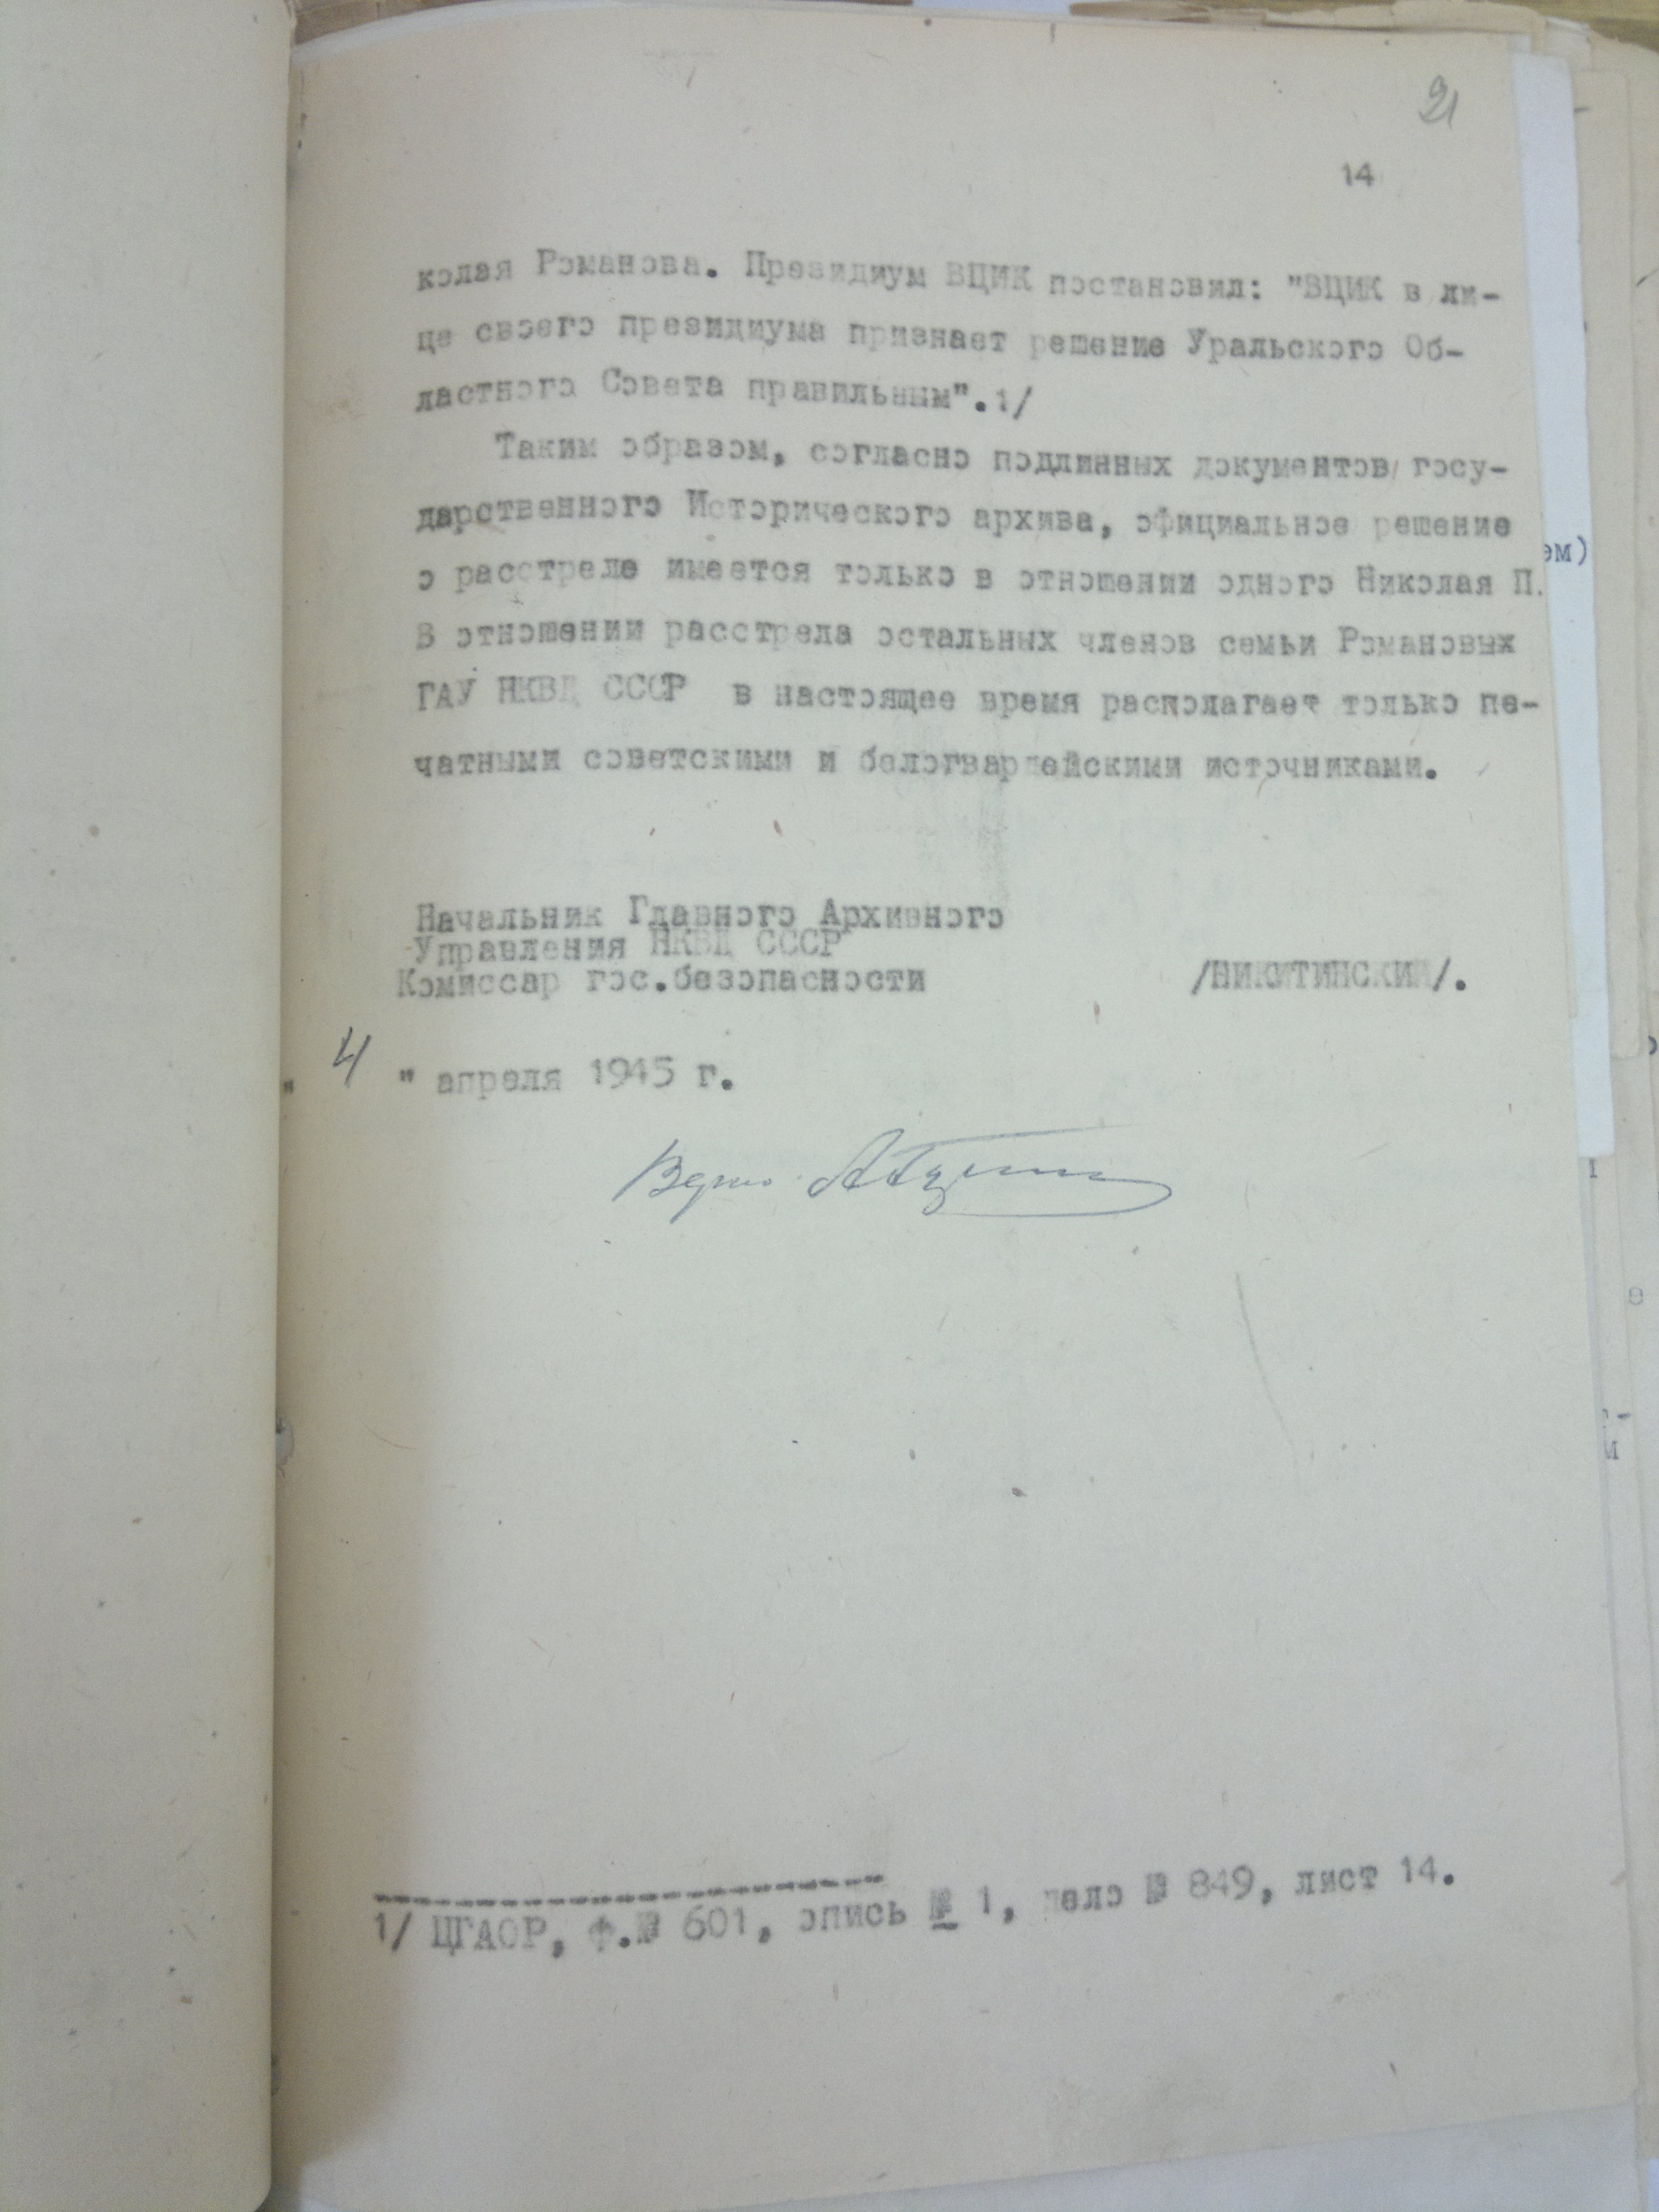 21
14
колая Романова. Президиум ВЦИК постановил: "ВЦИК в ли-
це своего президиума признает решение Уральского Об-
ластного Совета правильным".1/
Таким образом, согласно подлинных документов госу-
дарственного Исторического архива, официальное решение
о расстреле имеется только в отношении одного Николая П.
В отношении расстрела остальных членов семьи Романовых
ГАУ НКВД СССР в настоящее время располагает только пе-
чатными советскими и белогвардейскими источниками.
Начальник Главного Архивного
Управления НКВД СССР
Комиссар гос.безопасности /НИКИТИНСКИЙ/.
" 4 " апреля 1945 г.
Верно
1/ ЦГАОР, ф.№ 601, опись № 1, дело № 849, лист 14.
эм)